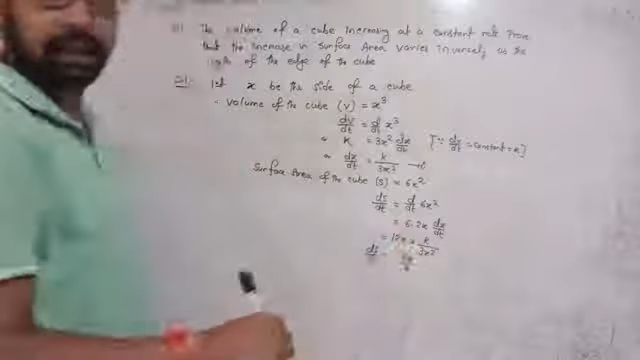 The volume of a cube increasing at a constant rate Prove
that the increase in surface Area varies inversely as the
of the edge of the cube
Sol: let x be the side of a cube
∴ volume of the cube (v) = x³
dv/dt = d/dt x³
K = 3x² dx/dt [∵ dv/dt = constant = K]
dx/dt = K/3x²
Surface Area of the cube (S) = 6x²
ds/dt = d/dt 6x²
= 6.2x dx/dt
= 12x × K/3x²
ds